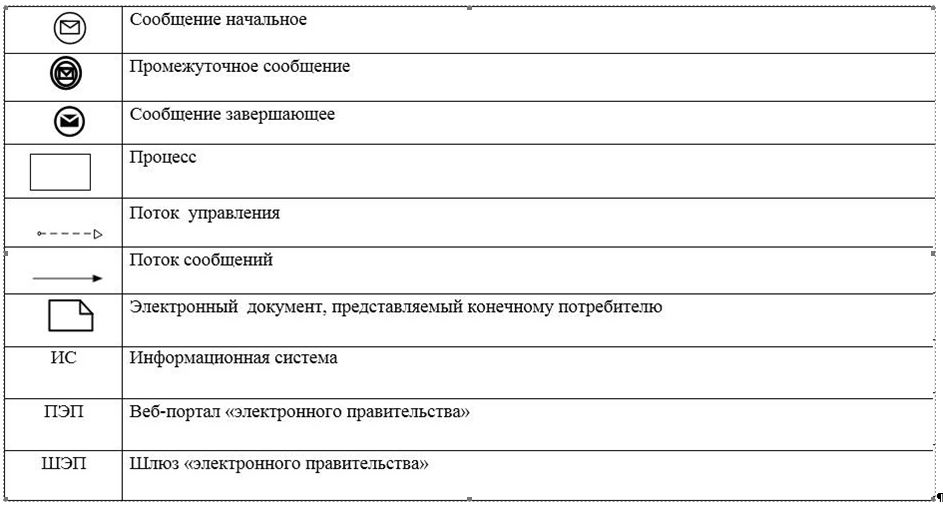 Сообщение начальное
Промежуточное сообщение
Сообщение завершающее
Процесс
Поток  управления
Поток сообщений
Электронный  документ, представляемый конечному потребителю
ИС Информационная система
ПЭП Веб-портал «электронного правительства»
ШЭП Шлюз «электронного правительства»
¶